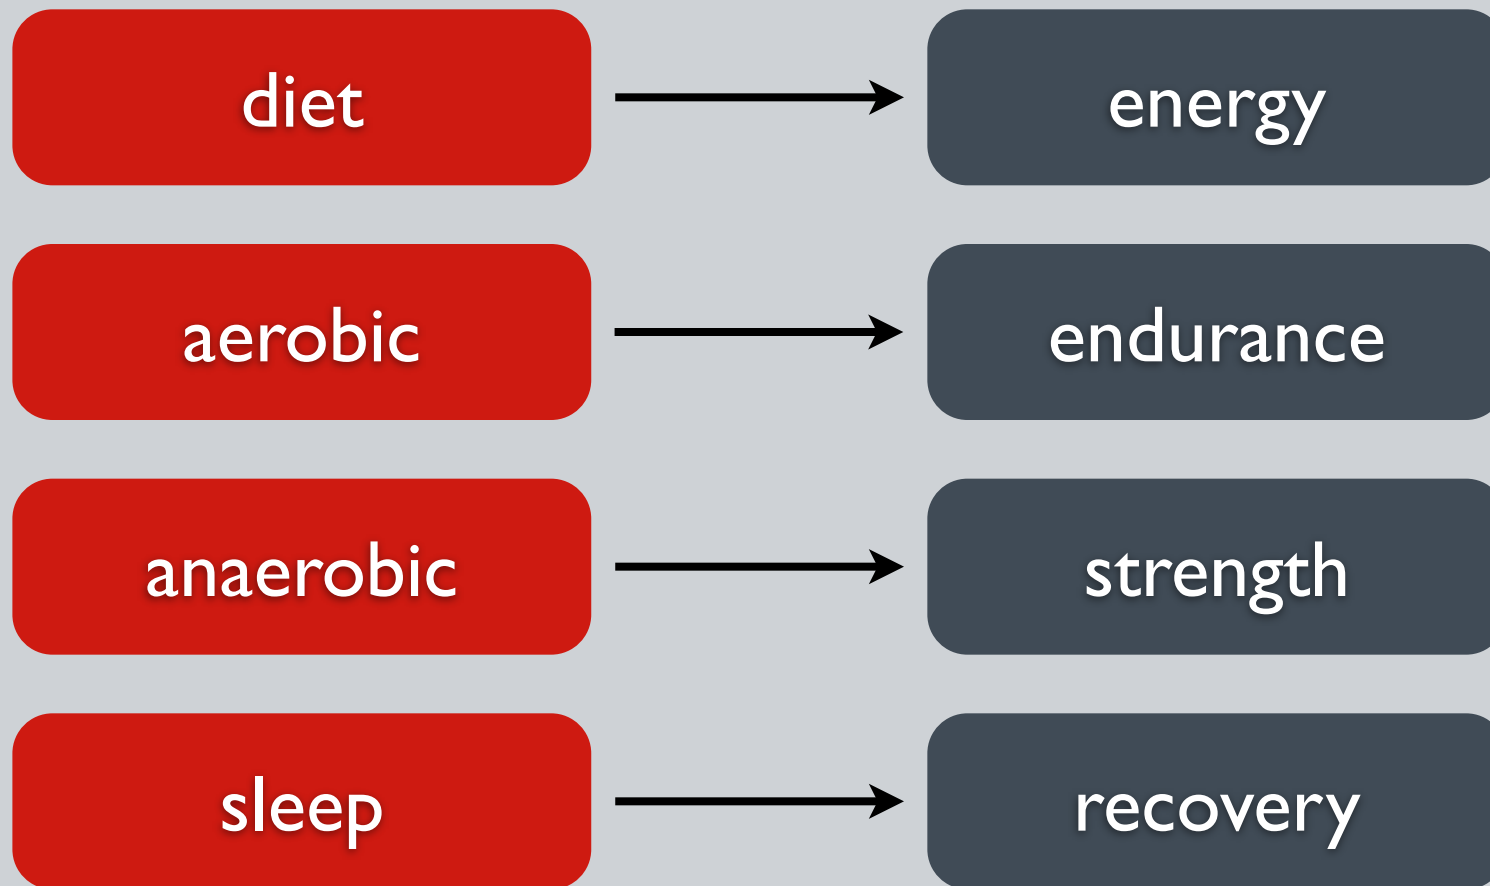 diet energy
aerobic endurance
anaerobic strength
sleep recovery